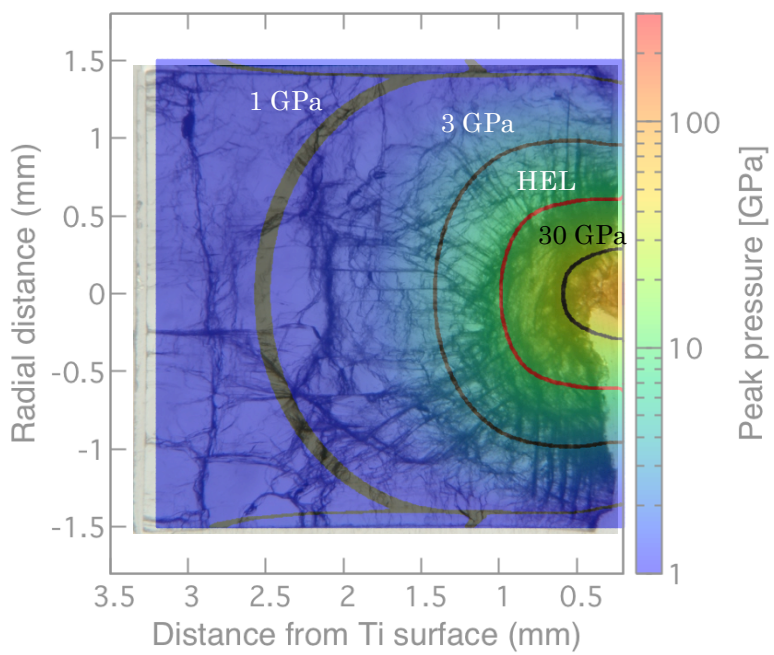 1.5
1
0.5
0
-0.5
-1
-1.5
Radial distance (mm)
1 GPa
3 GPa
HEL
30 GPa
3.5 3 2.5 2 1.5 1 0.5
Distance from Ti surface (mm)
100
10
1
Peak pressure [GPa]